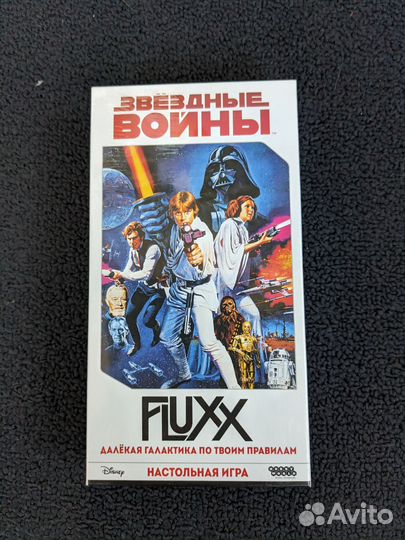 ЗВЁЗДНЫЕ
ВОЙНЫ
FLUXX
ДАЛЁКАЯ ГАЛАКТИКА ПО ТВОИМ ПРАВИЛАМ
Disney
НАСТОЛЬНАЯ ИГРА
Avito